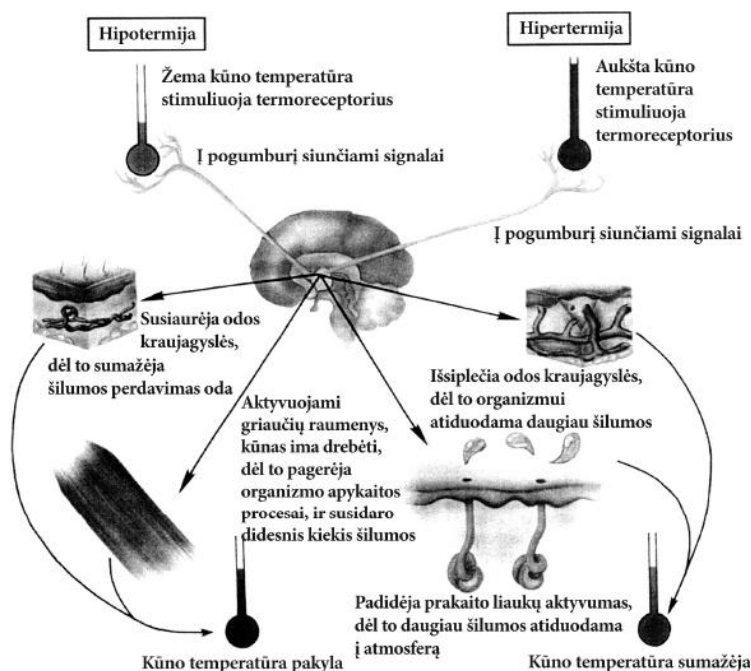 Hipotermija
Žema kūno temperatūra
stimuliuoja termoreceptorius
Į pogumburį siunčiami signalai
Hipertermija
Aukšta kūno
temperatūra
stimuliuoja
termoreceptorius
Į pogumburį siunčiami signalai
Susiaurėja odos
kraujagyslės,
dėl to sumažėja
šilumos perdavimas oda
Aktyvuojami
griaučių raumenys,
kūnas ima drebėti,
dėl to pagerėja
organizmo apykaitos
procesai, ir susidaro
didesnis kiekis šilumos
Kūno temperatūra pakyla
Išsiplečia odos kraujagyslės,
dėl to organizmui
atiduodama daugiau šilumos
Padidėja prakaito liaukų aktyvumas,
dėl to daugiau šilumos atiduodama
į atmosferą
Kūno temperatūra sumažėja